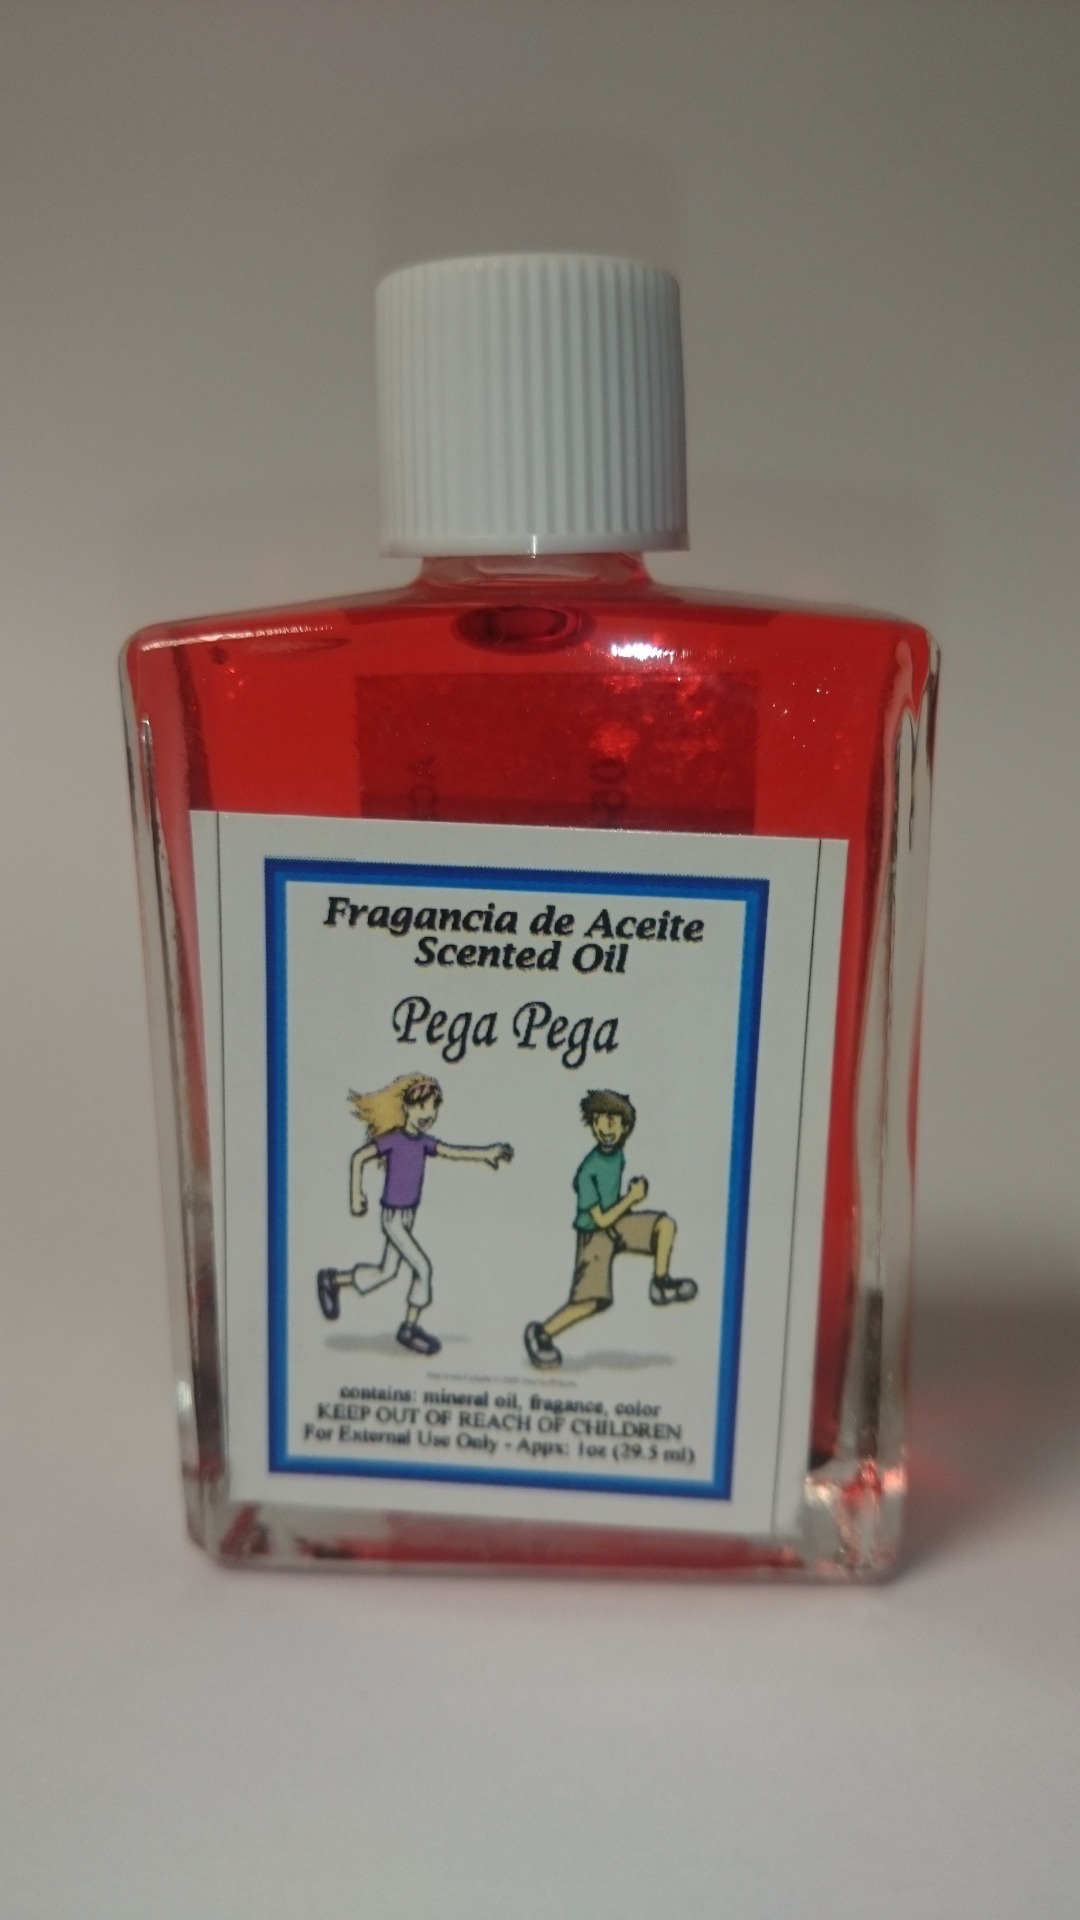 Fragancia de Aceite
Scented Oil
Pega Pega
contains: mineral oil, fragance, color
KEEP OUT OF REACH OF CHILDREN
For External Use Only - Appx: 1oz (29.5 ml)